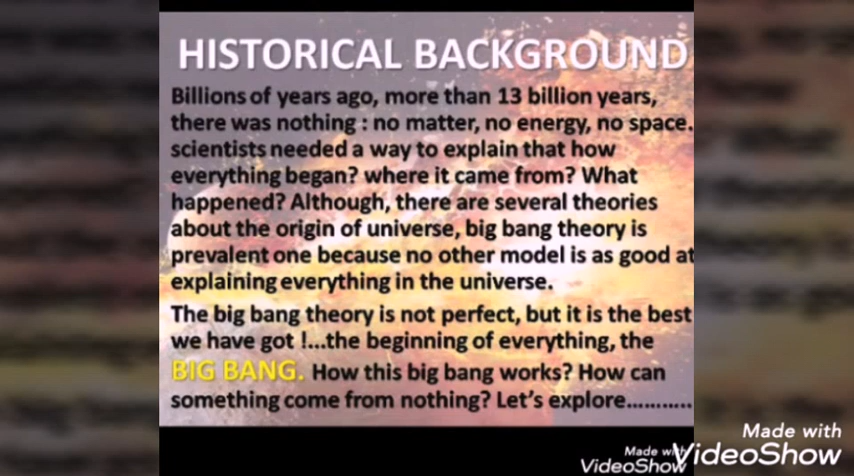 HISTORICAL BACKGROUND
Billions of years ago, more than 13 billion years,
there was nothing : no matter, no energy, no space.
scientists needed a way to explain that how
everything began? where it came from? What
happened? Although, there are several theories
about the origin of universe, big bang theory is
prevalent one because no other model is as good at
explaining everything in the universe.
The big bang theory is not perfect, but it is the best
we have got !...the beginning of everything, the
BIG BANG. How this big bang works? How can
something come from nothing? Let's explore...........
Made with
VideoShow
Made with
VideoShow